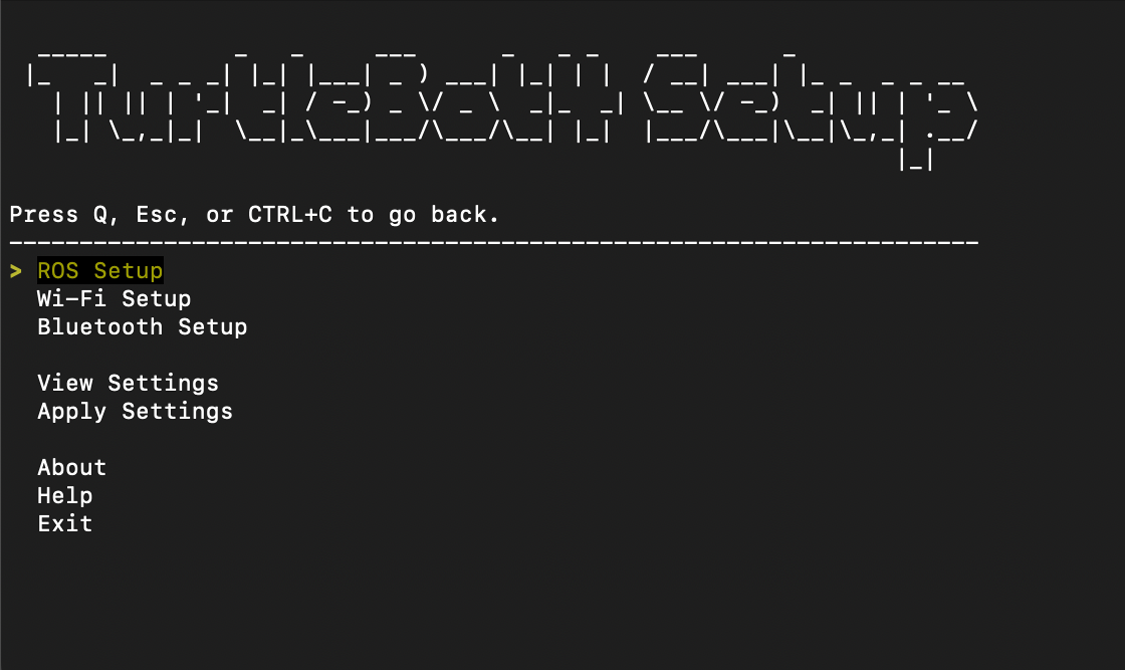 TurtleBot4 Setup
Press Q, Esc, or CTRL+C to go back.
> ROS Setup
Wi-Fi Setup
Bluetooth Setup
View Settings
Apply Settings
About
Help
Exit